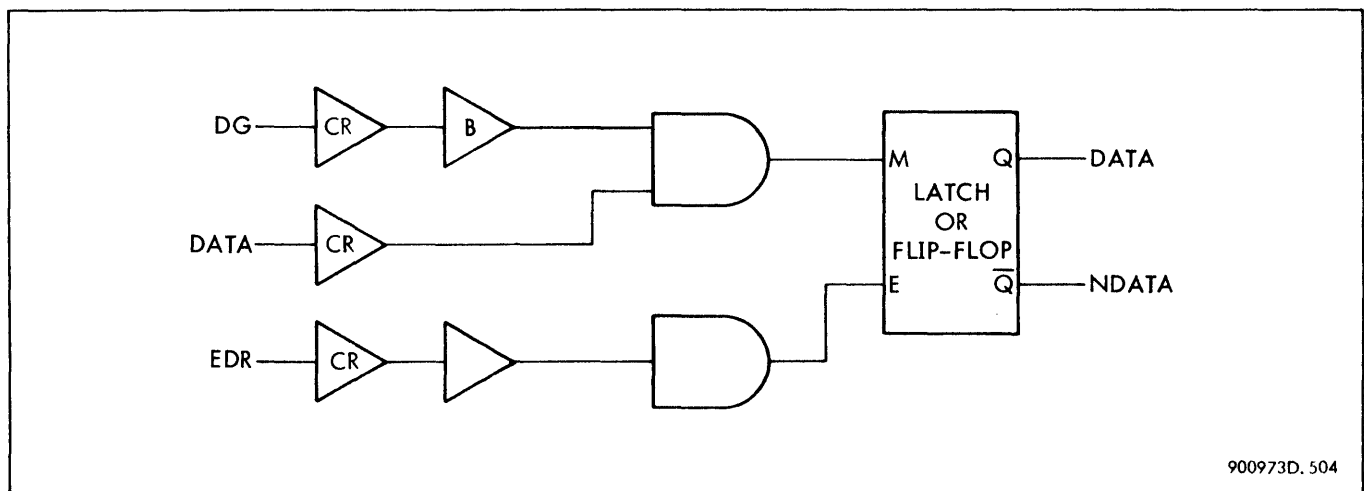 DG CR B
DATA CR
EDR CR
M Q DATA
LATCH
OR
FLIP-FLOP
E Q̅ NDATA
900973D. 504